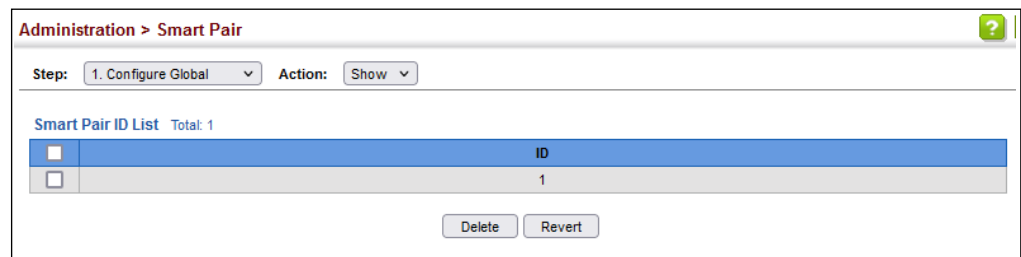 Administration > Smart Pair
?
Step: 1. Configure Global Action: Show
Smart Pair ID List Total: 1
ID
1
Delete Revert